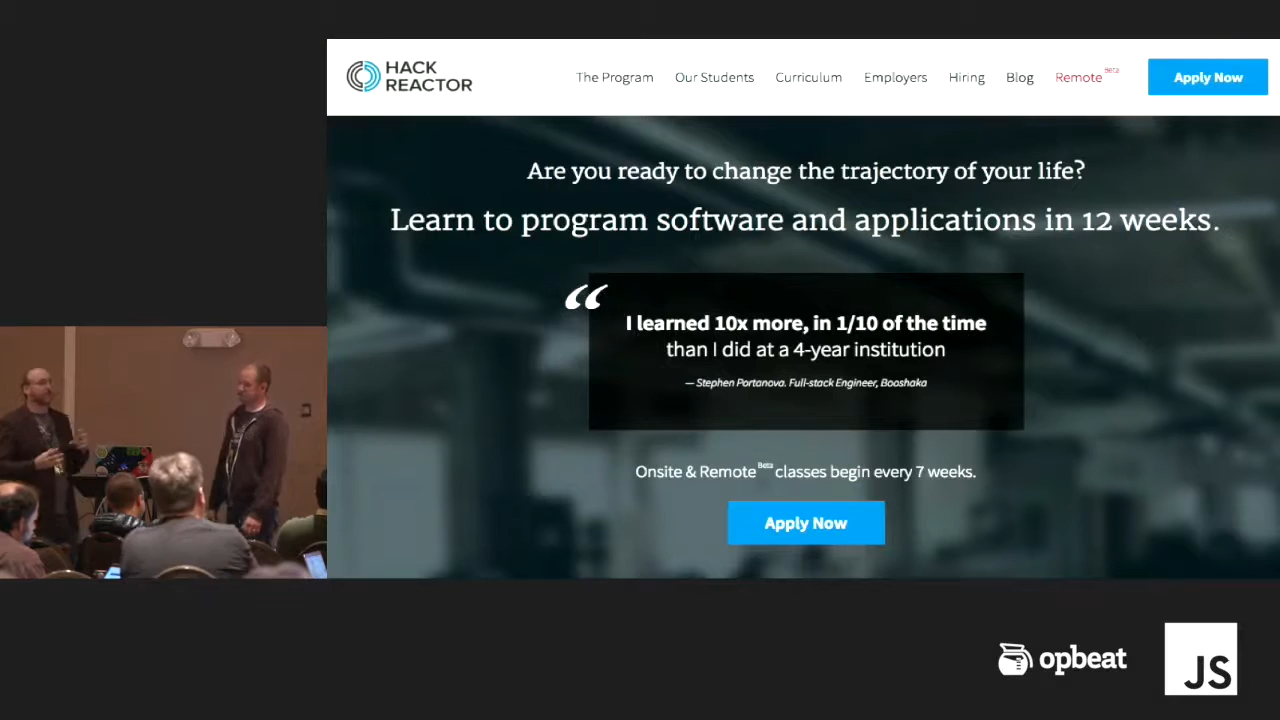 HACK
REACTOR
The Program Our Students Curriculum Employers Hiring Blog Remote Beta Apply Now
Are you ready to change the trajectory of your life?
Learn to program software and applications in 12 weeks.
“
I learned 10x more, in 1/10 of the time
than I did at a 4-year institution
— Stephen Portanova. Full-stack Engineer, Booshaka
Onsite & Remote Beta classes begin every 7 weeks.
Apply Now
opbeat
JS